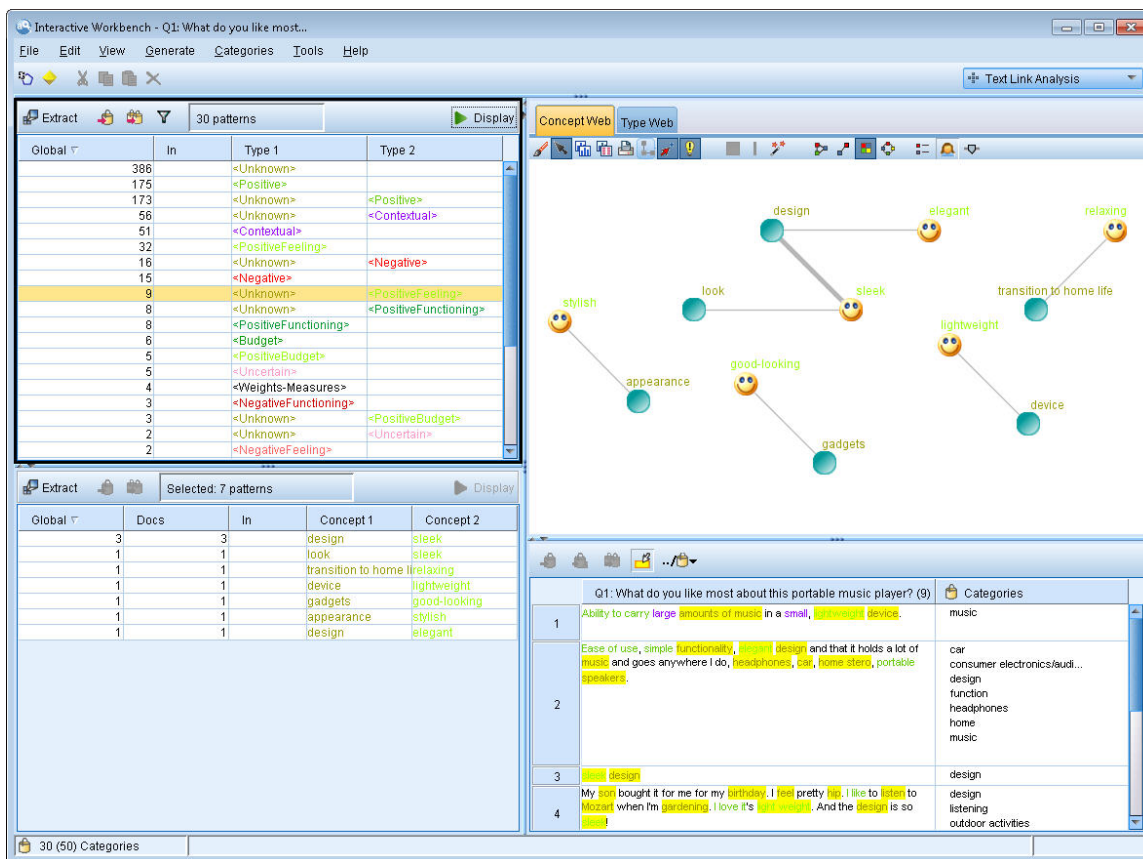 Interactive Workbench - Q1: What do you like most...
File Edit View Generate Categories Tools Help
Text Link Analysis
Extract 30 patterns Display
Global In Type 1 Type 2
386 <Unknown>
175 <Positive>
173 <Unknown> <Positive>
56 <Unknown> <Contextual>
51 <Contextual>
32 <PositiveFeeling>
16 <Unknown> <Negative>
15 <Negative>
9 <Unknown> <PositiveFeeling>
8 <Unknown> <PositiveFunctioning>
8 <PositiveFunctioning>
6 <Budget>
5 <PositiveBudget>
5 <Uncertain>
4 <Weights-Measures>
3 <NegativeFunctioning>
3 <Unknown> <PositiveBudget>
2 <Unknown> <Uncertain>
2 <NegativeFeeling>
Extract Selected: 7 patterns Display
Global Docs In Concept 1 Concept 2
3 3 design sleek
1 1 look sleek
1 1 transition to home li relaxing
1 1 device lightweight
1 1 gadgets good-looking
1 1 appearance stylish
1 1 design elegant
Concept Web Type Web
design elegant relaxing
look sleek transition to home life
stylish lightweight
good-looking
appearance device
gadgets
../
Q1: What do you like most about this portable music player? (9) Categories
1 Ability to carry large amounts of music in a small, lightweight device. music
2
Ease of use, simple functionality, elegant design and that it holds a lot of
music and goes anywhere I do, headphones, car, home stero, portable
speakers.
car
consumer electronics/audi...
design
function
headphones
home
music
3 sleek design design
4
My son bought it for me for my birthday. I feel pretty hip. I like to listen to
Mozart when I'm gardening. I love it's light weight. And the design is so
sleek!
design
listening
outdoor activities
30 (50) Categories